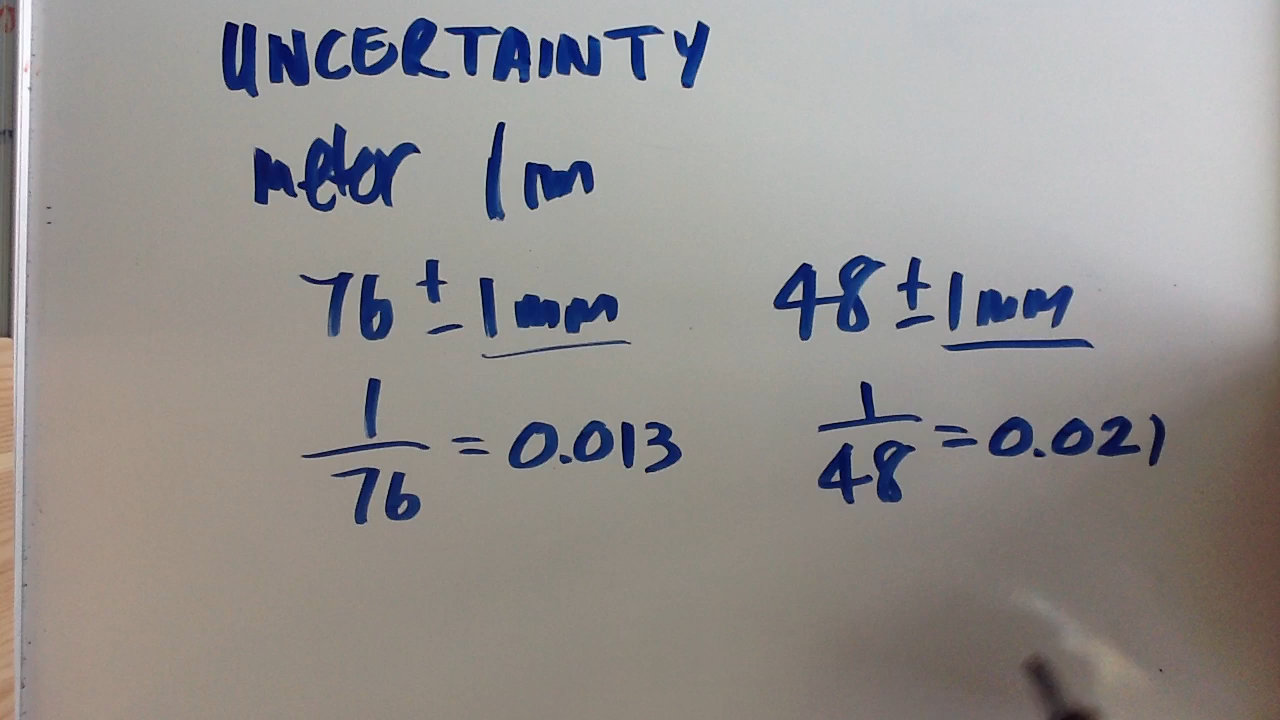 UNCERTAINTY
meter 1m
76 ± 1mm 48 ± 1mm
1/76 = 0.013 1/48 = 0.021